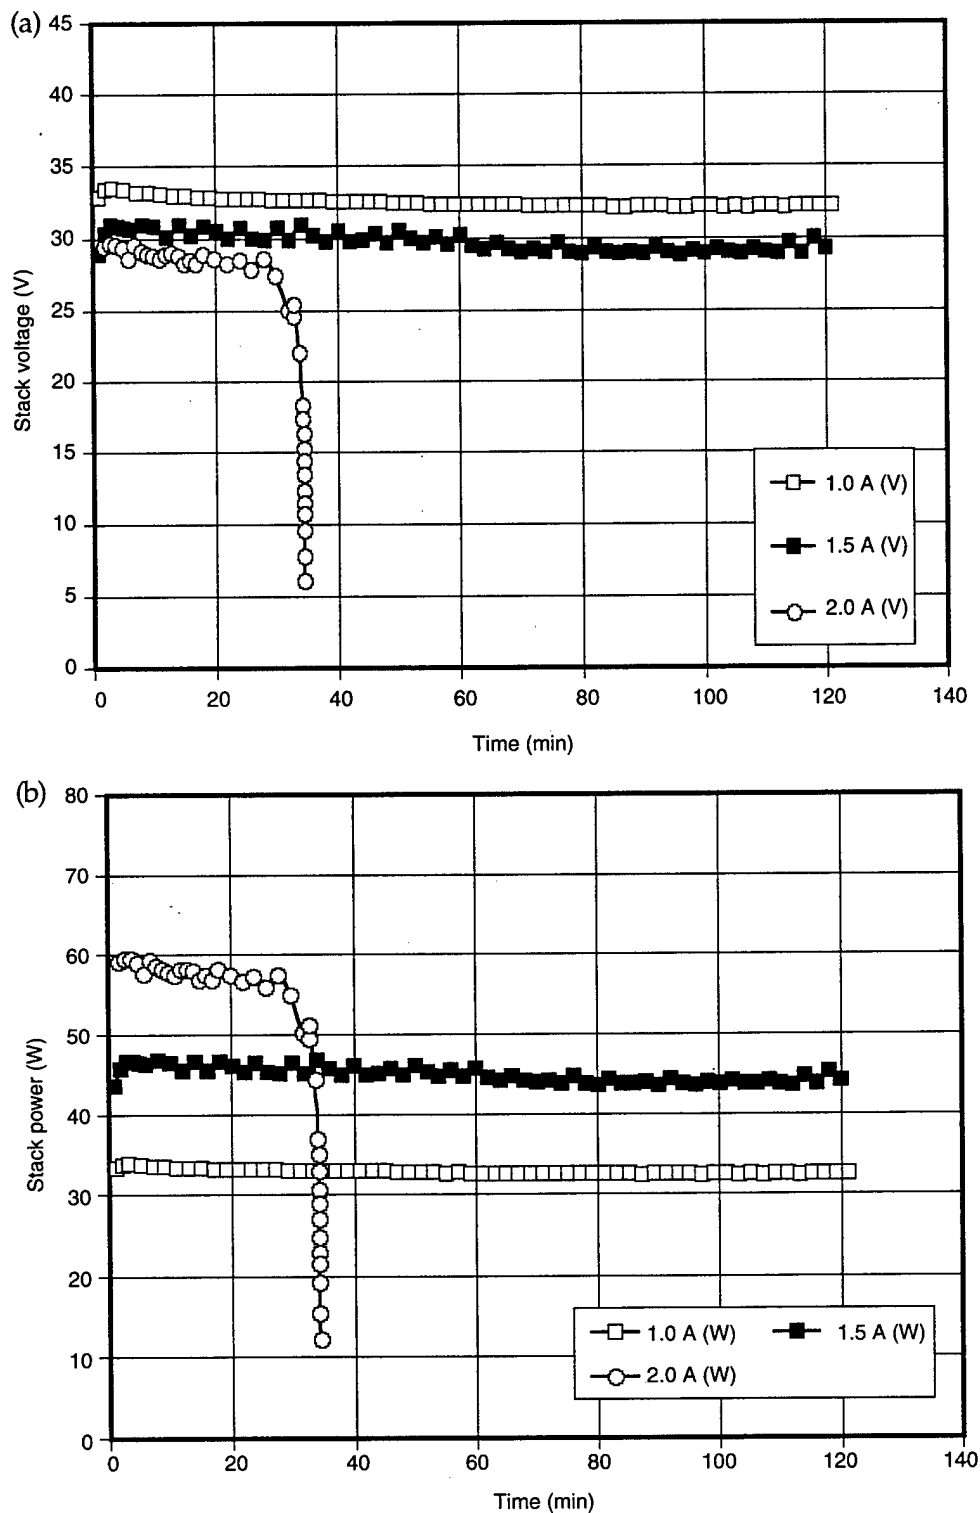 (a)
45
40
35
30
25
20
15
10
5
0
Stack voltage (V)
1.0 A (V)
1.5 A (V)
2.0 A (V)
0 20 40 60 80 100 120 140
Time (min)
(b)
80
70
60
50
40
30
20
10
0
Stack power (W)
1.0 A (W) 1.5 A (W)
2.0 A (W)
0 20 40 60 80 100 120 140
Time (min)